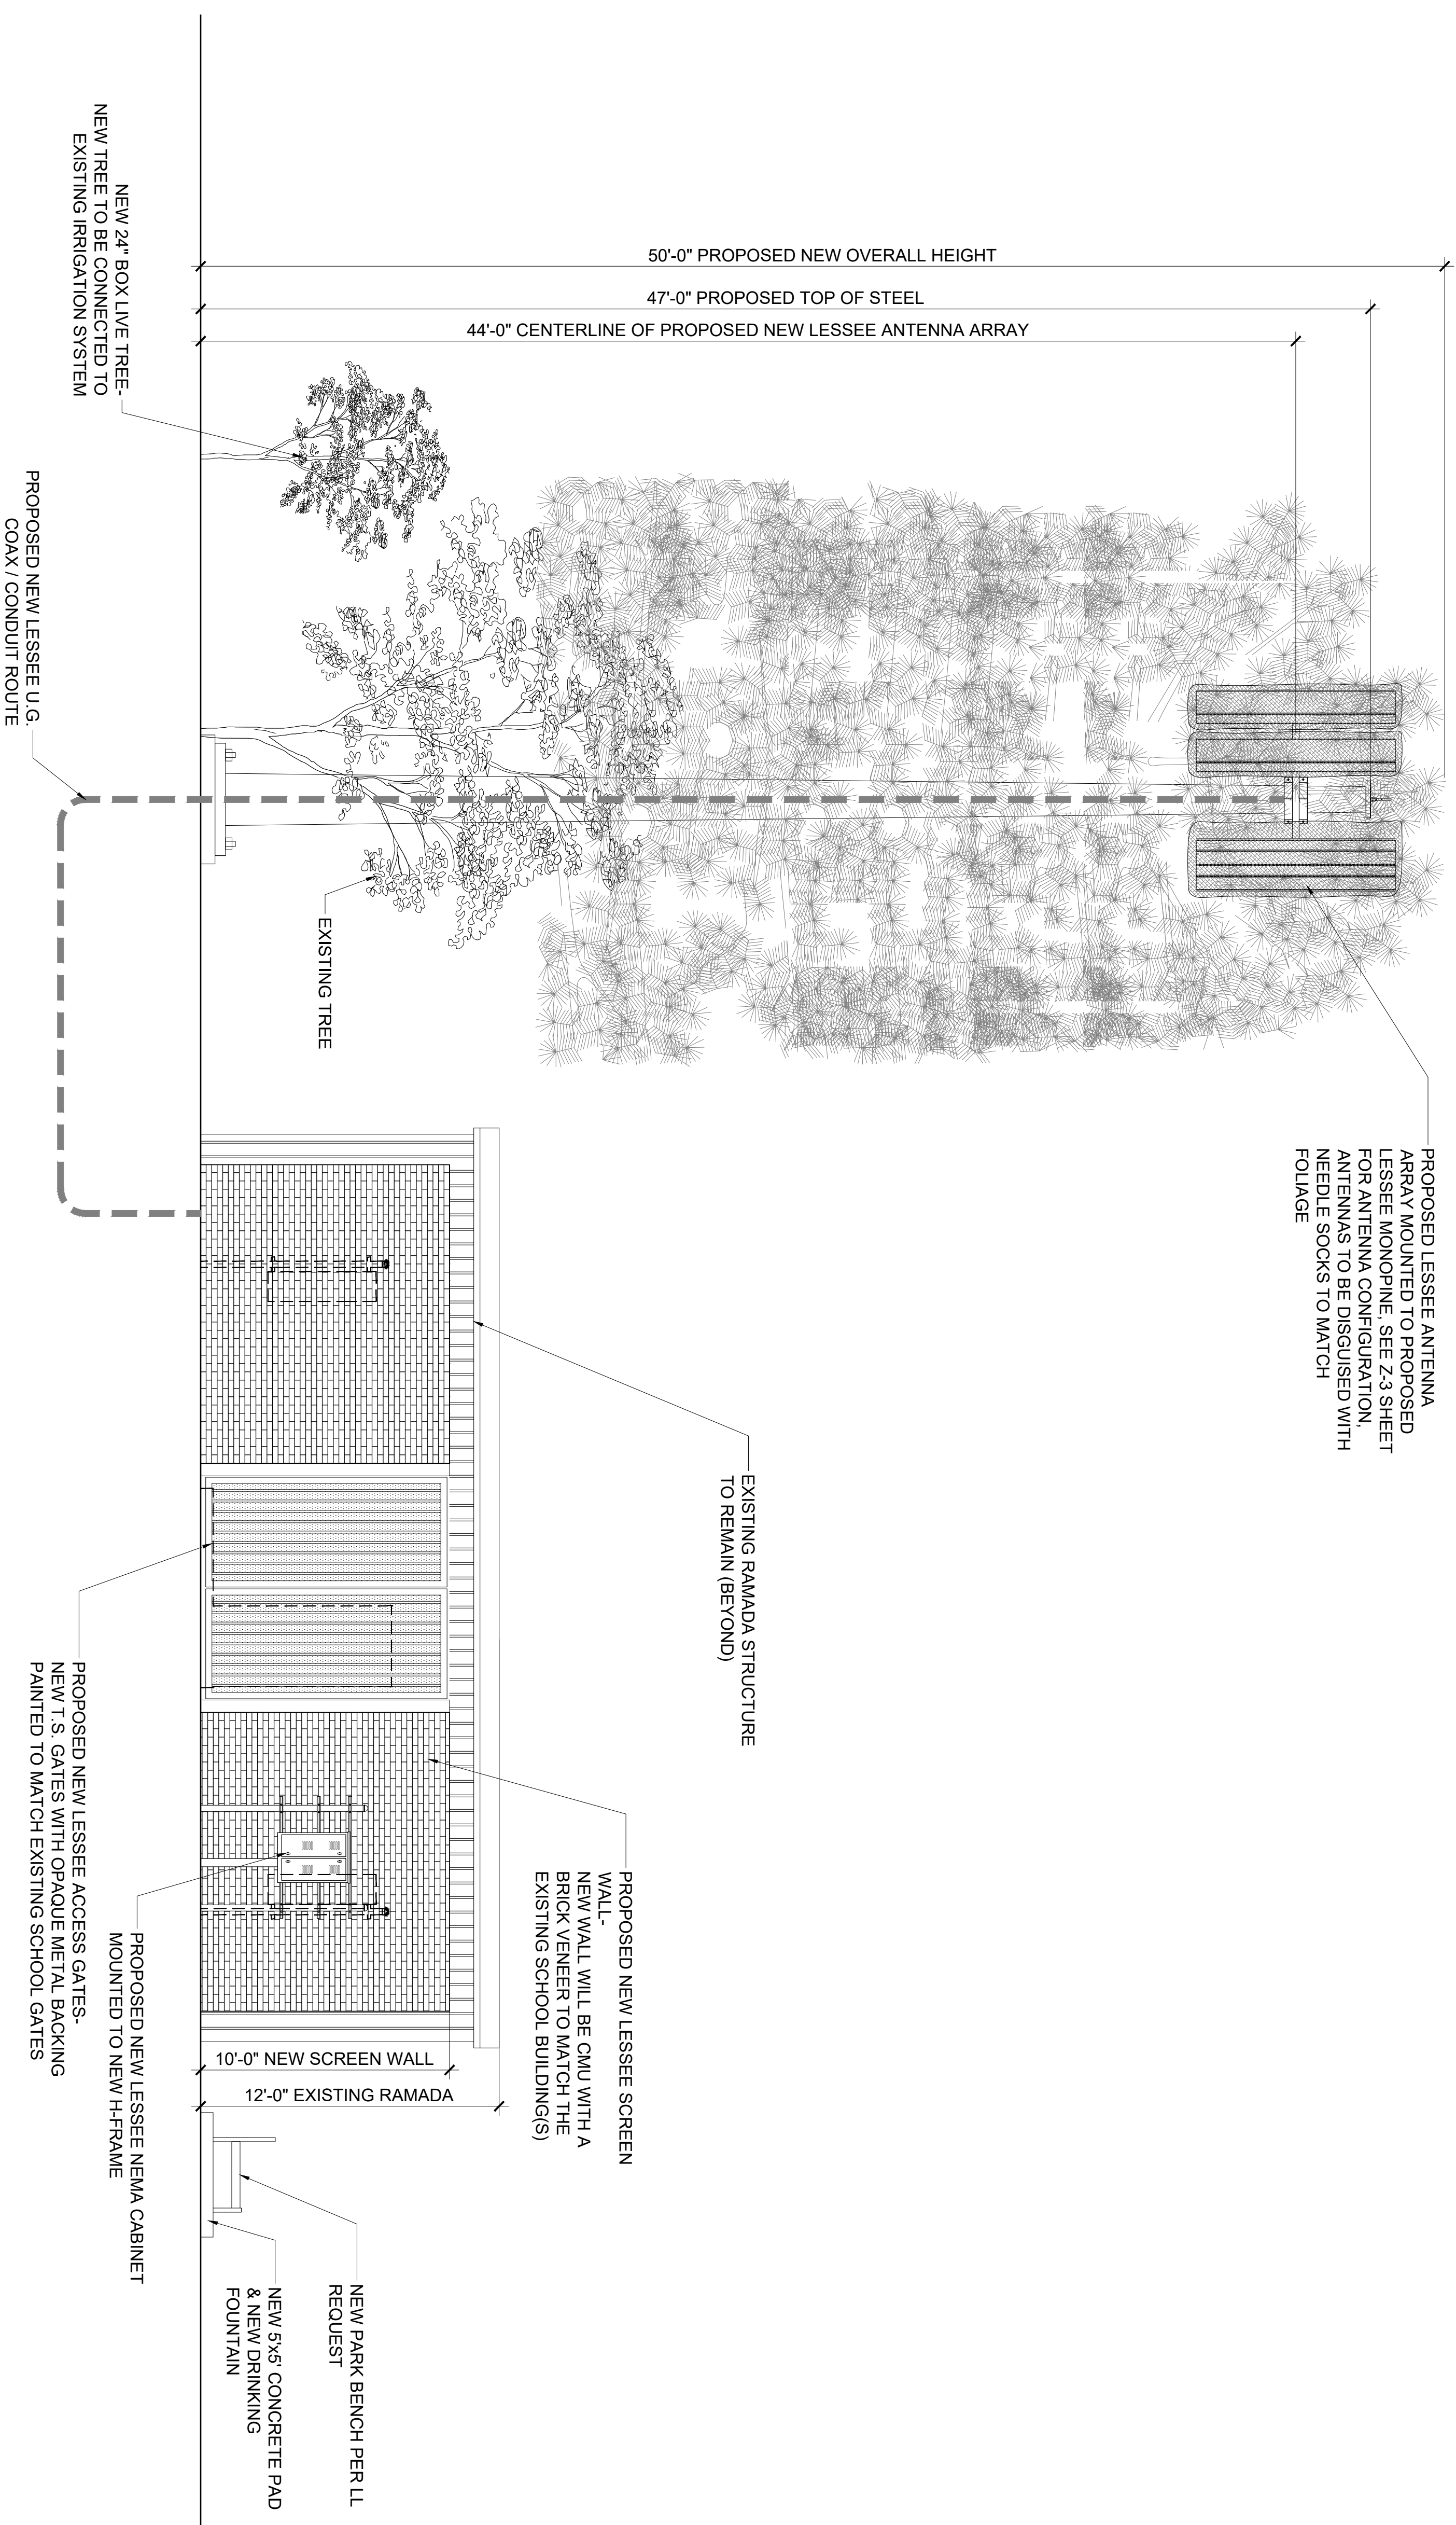 50'-0" PROPOSED NEW OVERALL HEIGHT
47'-0" PROPOSED TOP OF STEEL
44'-0" CENTERLINE OF PROPOSED NEW LESSEE ANTENNA ARRAY
NEW 24" BOX LIVE TREE-
NEW TREE TO BE CONNECTED TO
EXISTING IRRIGATION SYSTEM
PROPOSED NEW LESSEE U.G.
COAX / CONDUIT ROUTE
EXISTING TREE
PROPOSED LESSEE ANTENNA
ARRAY MOUNTED TO PROPOSED
LESSEE MONOPINE, SEE Z-3 SHEET
FOR ANTENNA CONFIGURATION,
ANTENNAS TO BE DISGUISED WITH
NEEDLE SOCKS TO MATCH
FOLIAGE
EXISTING RAMADA STRUCTURE
TO REMAIN (BEYOND)
PROPOSED NEW LESSEE SCREEN
WALL-
NEW WALL WILL BE CMU WITH A
BRICK VENEER TO MATCH THE
EXISTING SCHOOL BUILDING(S)
PROPOSED NEW LESSEE ACCESS GATES-
NEW T.S. GATES WITH OPAQUE METAL BACKING
PAINTED TO MATCH EXISTING SCHOOL GATES
PROPOSED NEW LESSEE NEMA CABINET
MOUNTED TO NEW H-FRAME
10'-0" NEW SCREEN WALL
12'-0" EXISTING RAMADA
NEW PARK BENCH PER LL
REQUEST
NEW 5'x5' CONCRETE PAD
& NEW DRINKING
FOUNTAIN